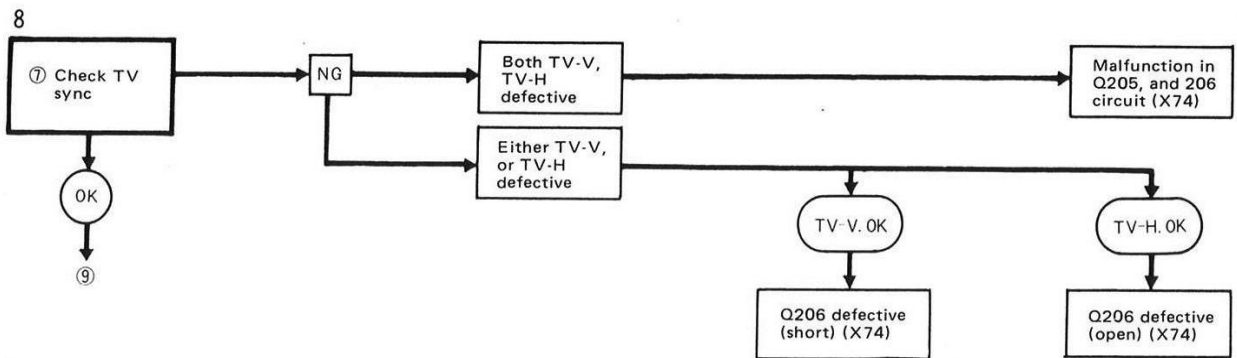 8
⑦ Check TV
sync
NG
Both TV-V,
TV-H
defective
Malfunction in
Q205, and 206
circuit (X74)
Either TV-V,
or TV-H
defective
OK
TV-V. OK
TV-H. OK
⑨
Q206 defective
(short) (X74)
Q206 defective
(open) (X74)